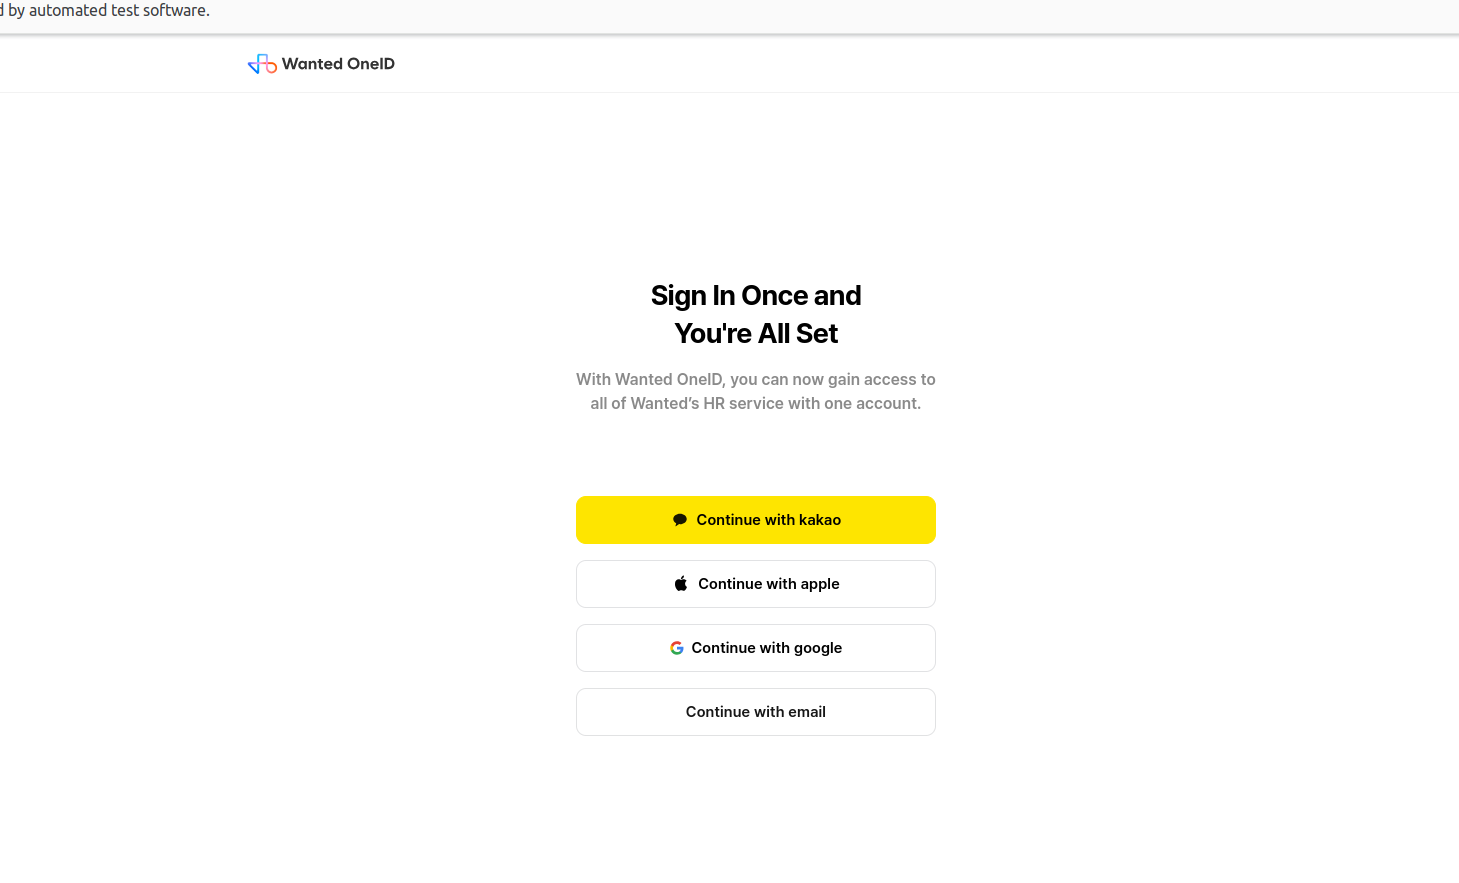 by automated test software.
Wanted OneID
Sign In Once and
You're All Set
With Wanted OneID, you can now gain access to
all of Wanted’s HR service with one account.
Continue with kakao
Continue with apple
Continue with google
Continue with email